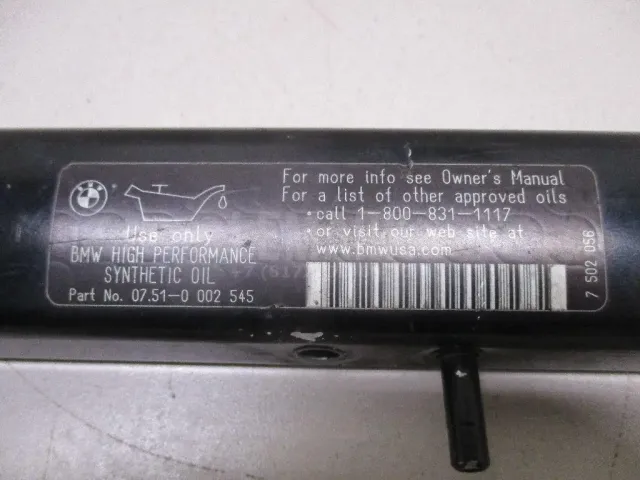 BMW
Use only
BMW HIGH PERFORMANCE
SYNTHETIC OIL
Part No. 07.51-0 002 545
For more info see Owner's Manual
For a list of other approved oils
•call 1-800-831-1117
•or visit our web site at
www.bmwusa.com.
7 502 056